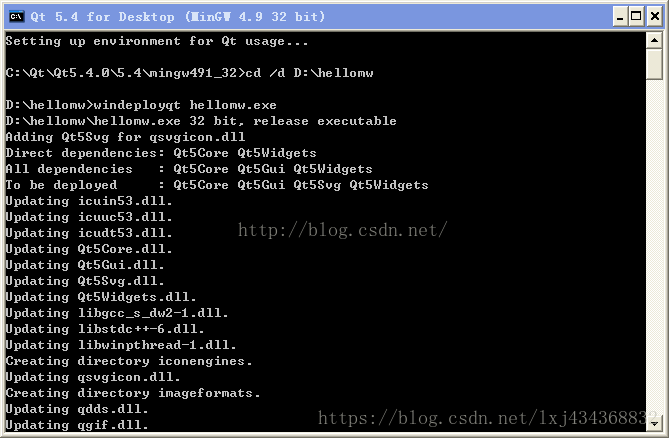 Qt 5.4 for Desktop (MinGW 4.9 32 bit)
Setting up environment for Qt usage...
C:\Qt\Qt5.4.0\5.4\mingw491_32>cd /d D:\hellomw
D:\hellomw>windeployqt hellomw.exe
D:\hellomw\hellomw.exe 32 bit, release executable
Adding Qt5Svg for qsvgicon.dll
Direct dependencies: Qt5Core Qt5Widgets
All dependencies   : Qt5Core Qt5Gui Qt5Widgets
To be deployed     : Qt5Core Qt5Gui Qt5Svg Qt5Widgets
Updating icuin53.dll.
Updating icuuc53.dll.
Updating icudt53.dll.
http://blog.csdn.net/
Updating Qt5Core.dll.
Updating Qt5Gui.dll.
Updating Qt5Svg.dll.
Updating Qt5Widgets.dll.
Updating libgcc_s_dw2-1.dll.
Updating libstdc++-6.dll.
Updating libwinpthread-1.dll.
Creating directory iconengines.
Updating qsvgicon.dll.
Creating directory imageformats.
Updating qdds.dll.
Updating qgif.dll.
https://blog.csdn.net/lxj434368832